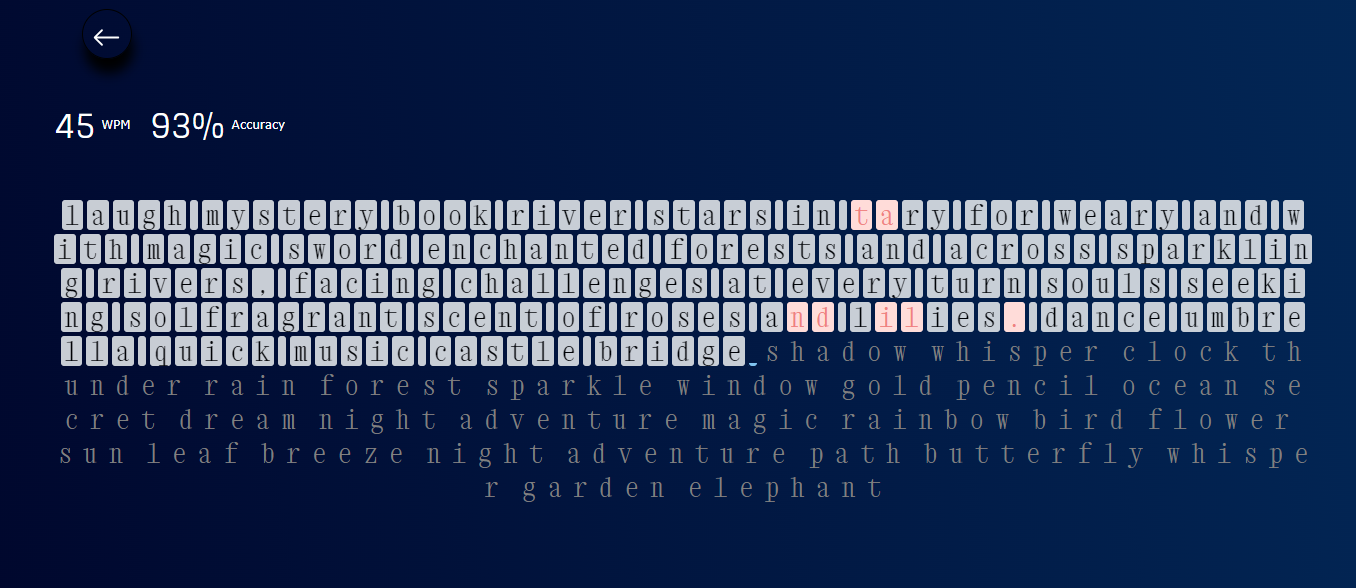 45 WPM 93% Accuracy
laugh mystery book river stars in tary for weary and w
ith magic sword enchanted forests and across sparklin
g rivers, facing challenges at every turn souls seeki
ng solfragrant scent of roses and lilies. dance umbre
lla quick music castle bridge shadow whisper clock th
under rain forest sparkle window gold pencil ocean se
cret dream night adventure magic rainbow bird flower
sun leaf breeze night adventure path butterfly whispe
r garden elephant